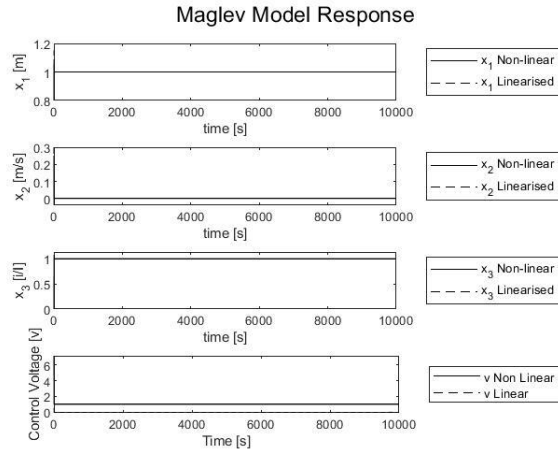 Maglev Model Response
1.2
1
0.8
x1 [m]
0 2000 4000 6000 8000 10000
time [s]
x1 Non-linear
x1 Linearised
0.3
0.2
0.1
0
x2 [m/s]
0 2000 4000 6000 8000 10000
time [s]
x2 Non-linear
x2 Linearised
1
0.5
0
x3 [i/I]
0 2000 4000 6000 8000 10000
time [s]
x3 Non-linear
x3 Linearised
6
4
2
0
Control Voltage [v]
0 2000 4000 6000 8000 10000
Time [s]
v Non Linear
v Linear